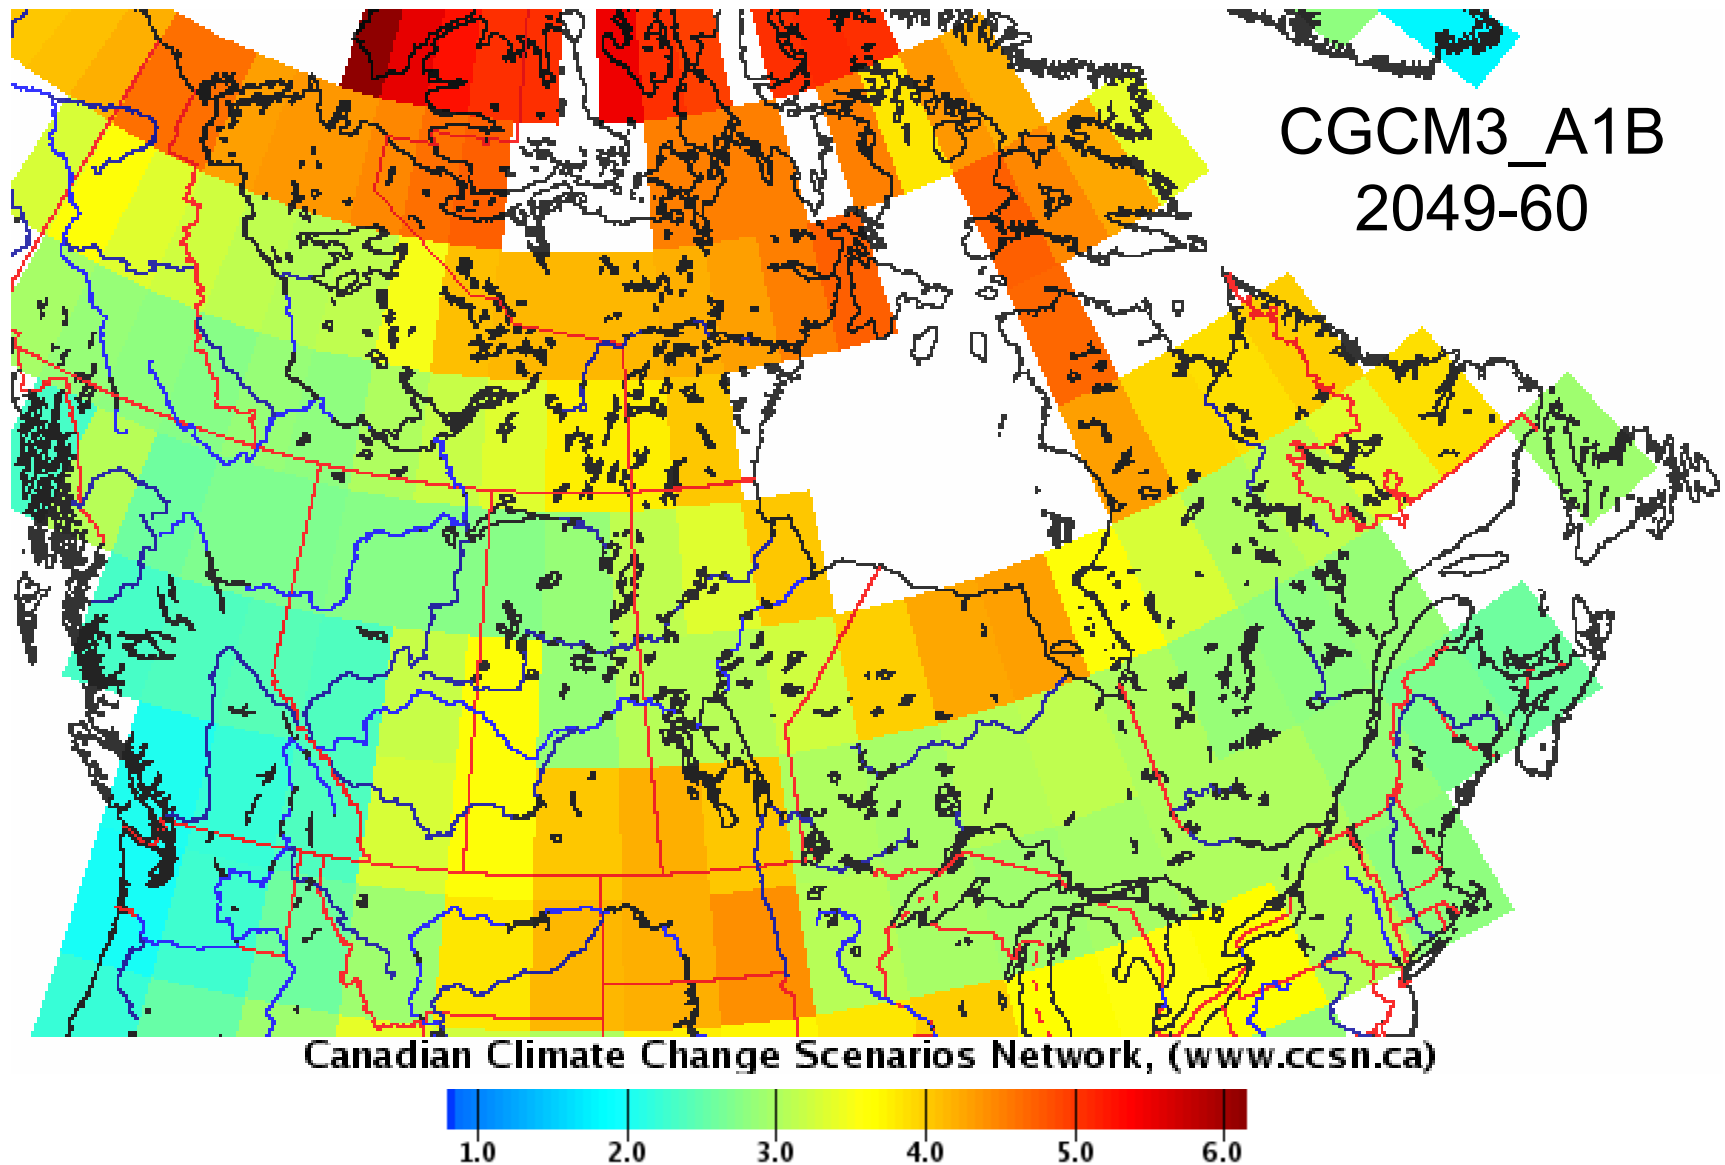 CGCM3_A1B
2049-60
Canadian Climate Change Scenarios Network, (www.ccsn.ca)
1.0 2.0 3.0 4.0 5.0 6.0